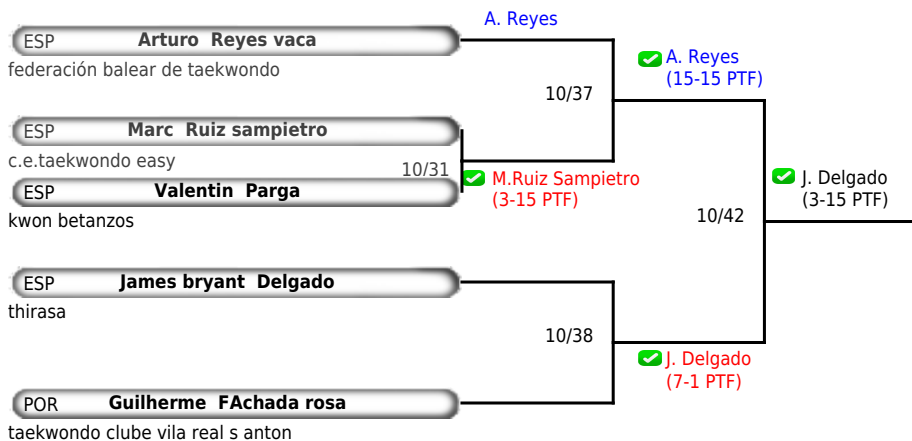 A. Reyes
ESP Arturo Reyes vaca
federación balear de taekwondo
A. Reyes
(15-15 PTF)
10/37
ESP Marc Ruiz sampietro
c.e.taekwondo easy
10/31
M.Ruiz Sampietro
(3-15 PTF)
ESP Valentin Parga
kwon betanzos
J. Delgado
(3-15 PTF)
10/42
ESP James bryant Delgado
thirasa
10/38
J. Delgado
(7-1 PTF)
POR Guilherme FAchada rosa
taekwondo clube vila real s anton